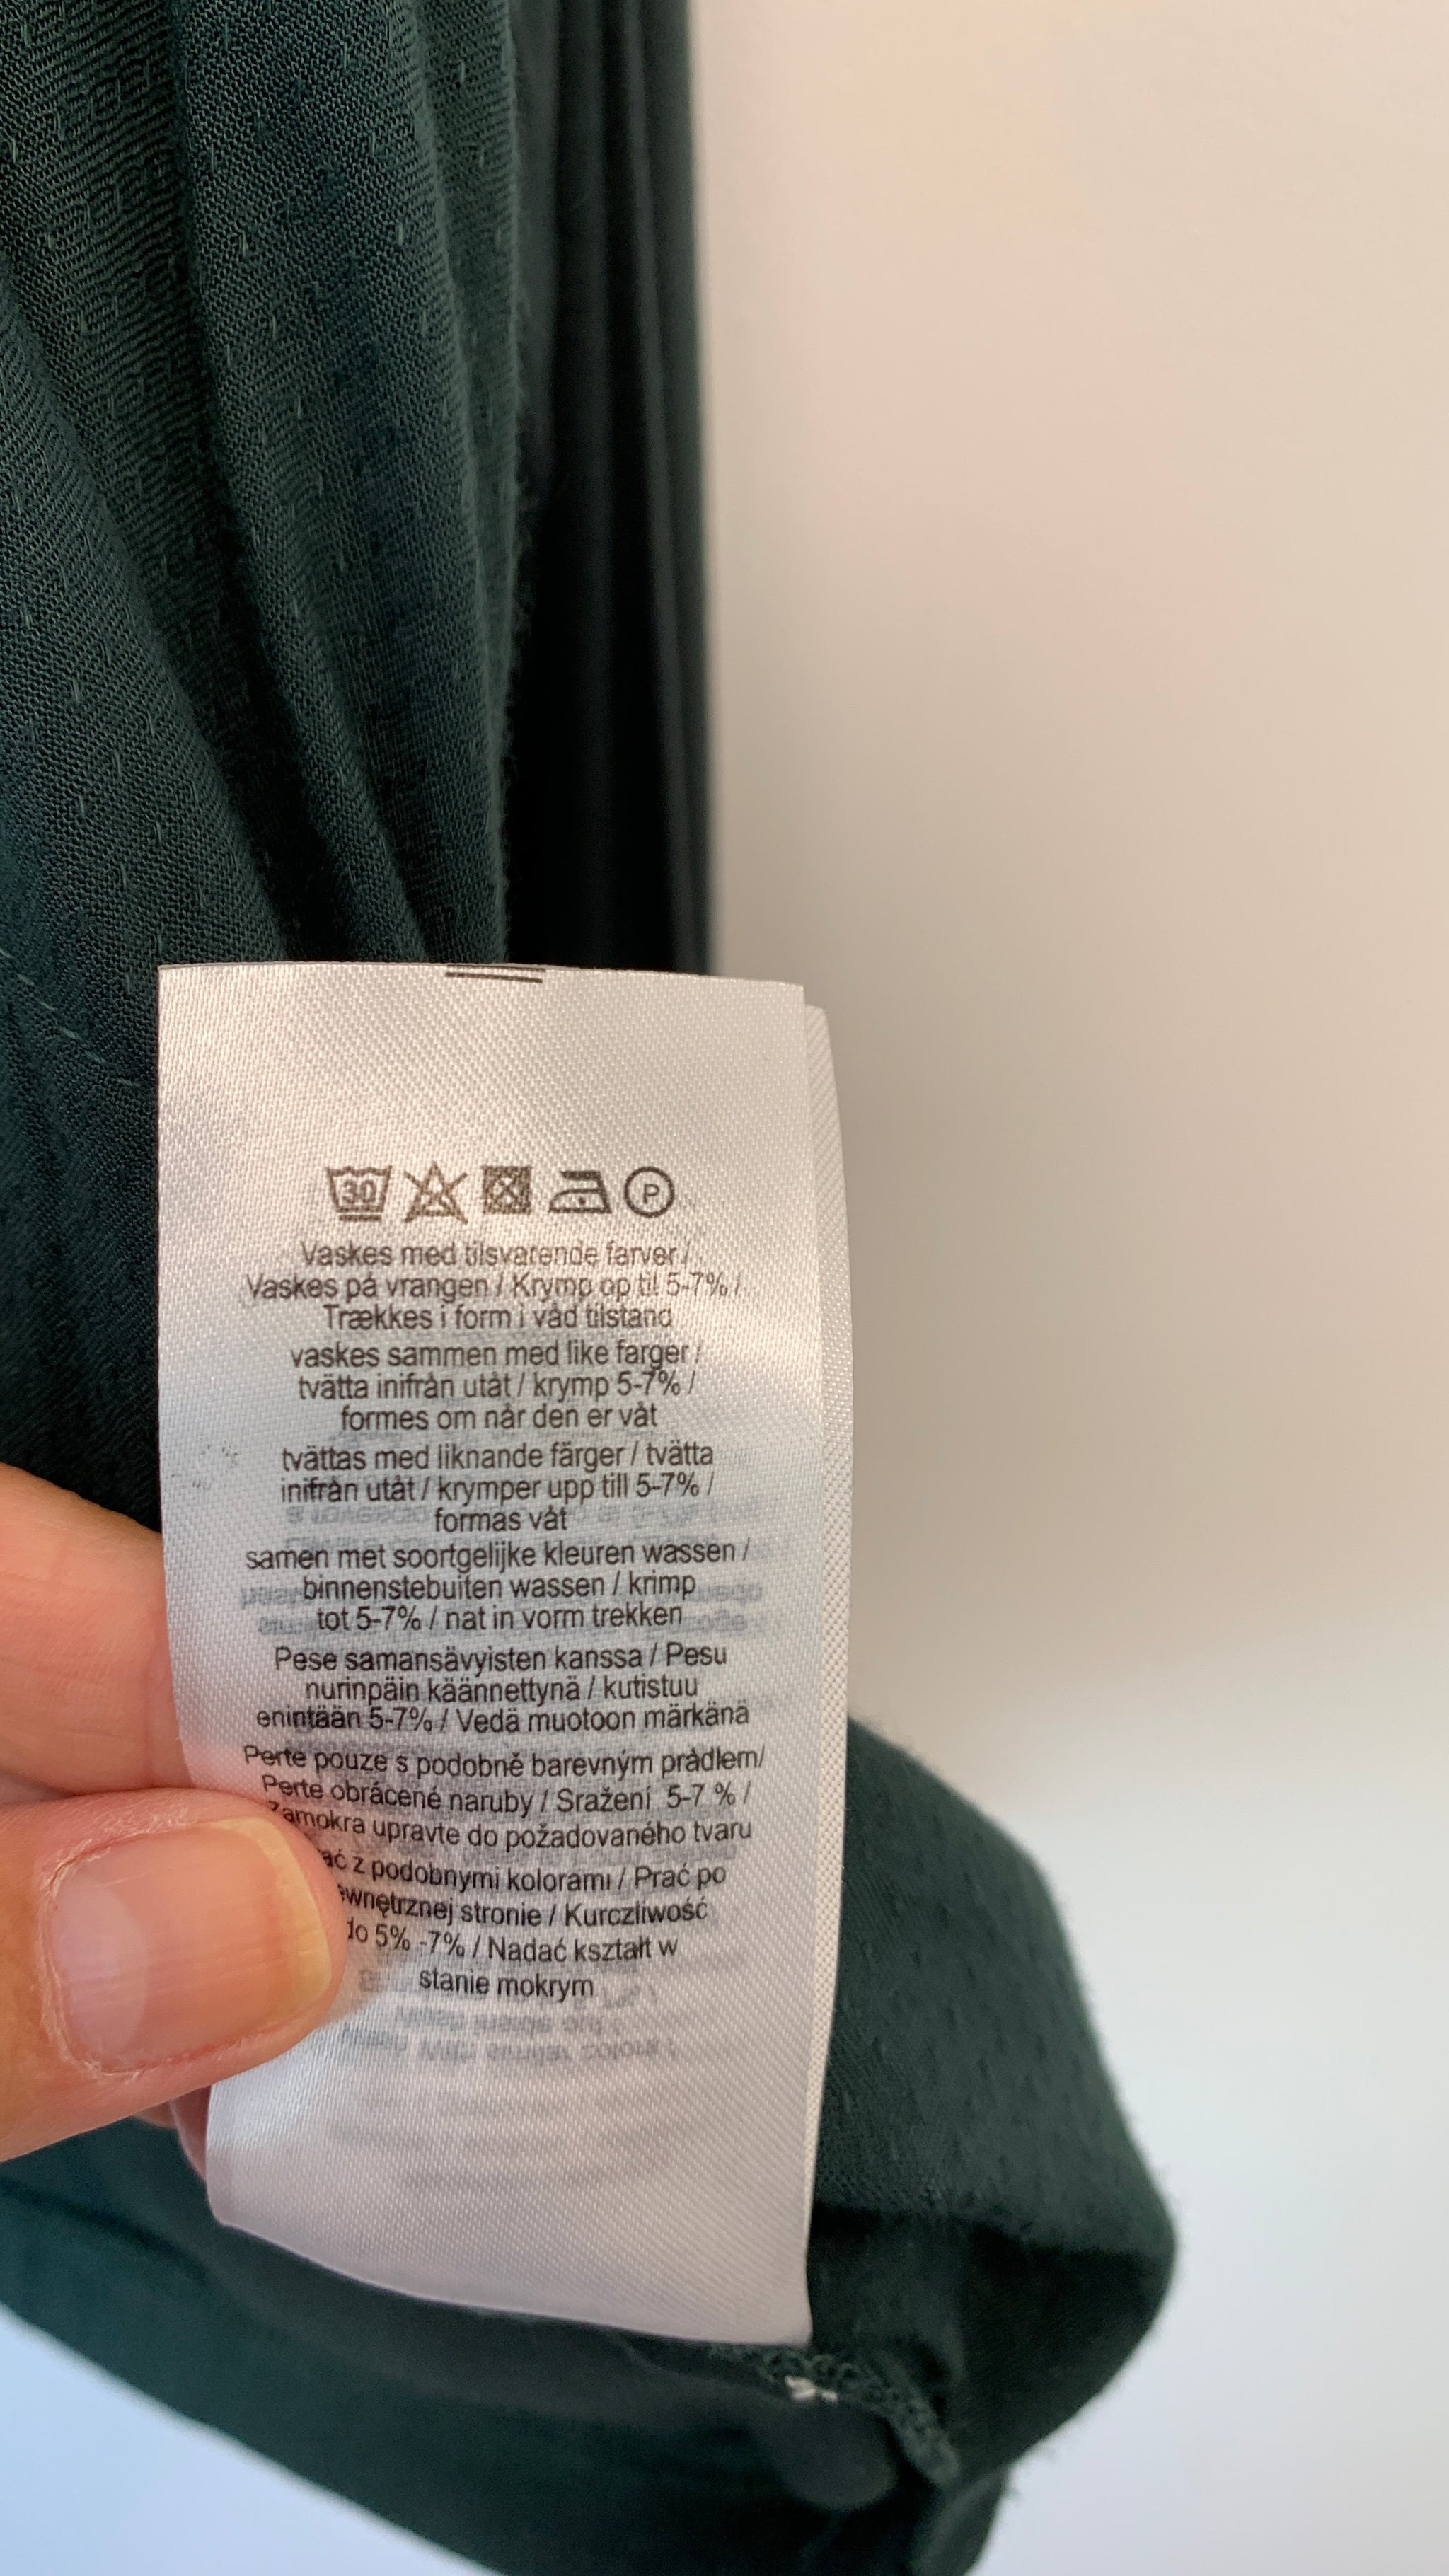 30 P
Vaskes med tilsvarende farver /
Vaskes på vrangen / Krymp op til 5-7% /
Trækkes i form i våd tilstand
vaskes sammen med like farger /
tvätta inifrån utåt / krymp 5-7% /
formes om når den er våt
tvättas med liknande färger / tvätta
inifrån utåt / krymper upp till 5-7% /
formas våt
samen met soortgelijke kleuren wassen /
binnenstebuiten wassen / krimp
tot 5-7% / nat in vorm trekken
Pese samansävyisten kanssa / Pesu
nurinpäin käännettynä / kutistuu
enintään 5-7% / Vedä muotoon märkänä
Perte pouze s podobně barevným prádlem/
Perte obrácené naruby / Sražení 5-7 % /
Zamokra upravte do požadovaného tvaru
z podobnymi kolorami / Prać po
stronie / Kurczliwość
do 5% -7% / Nadać kształt w
stanie mokrym